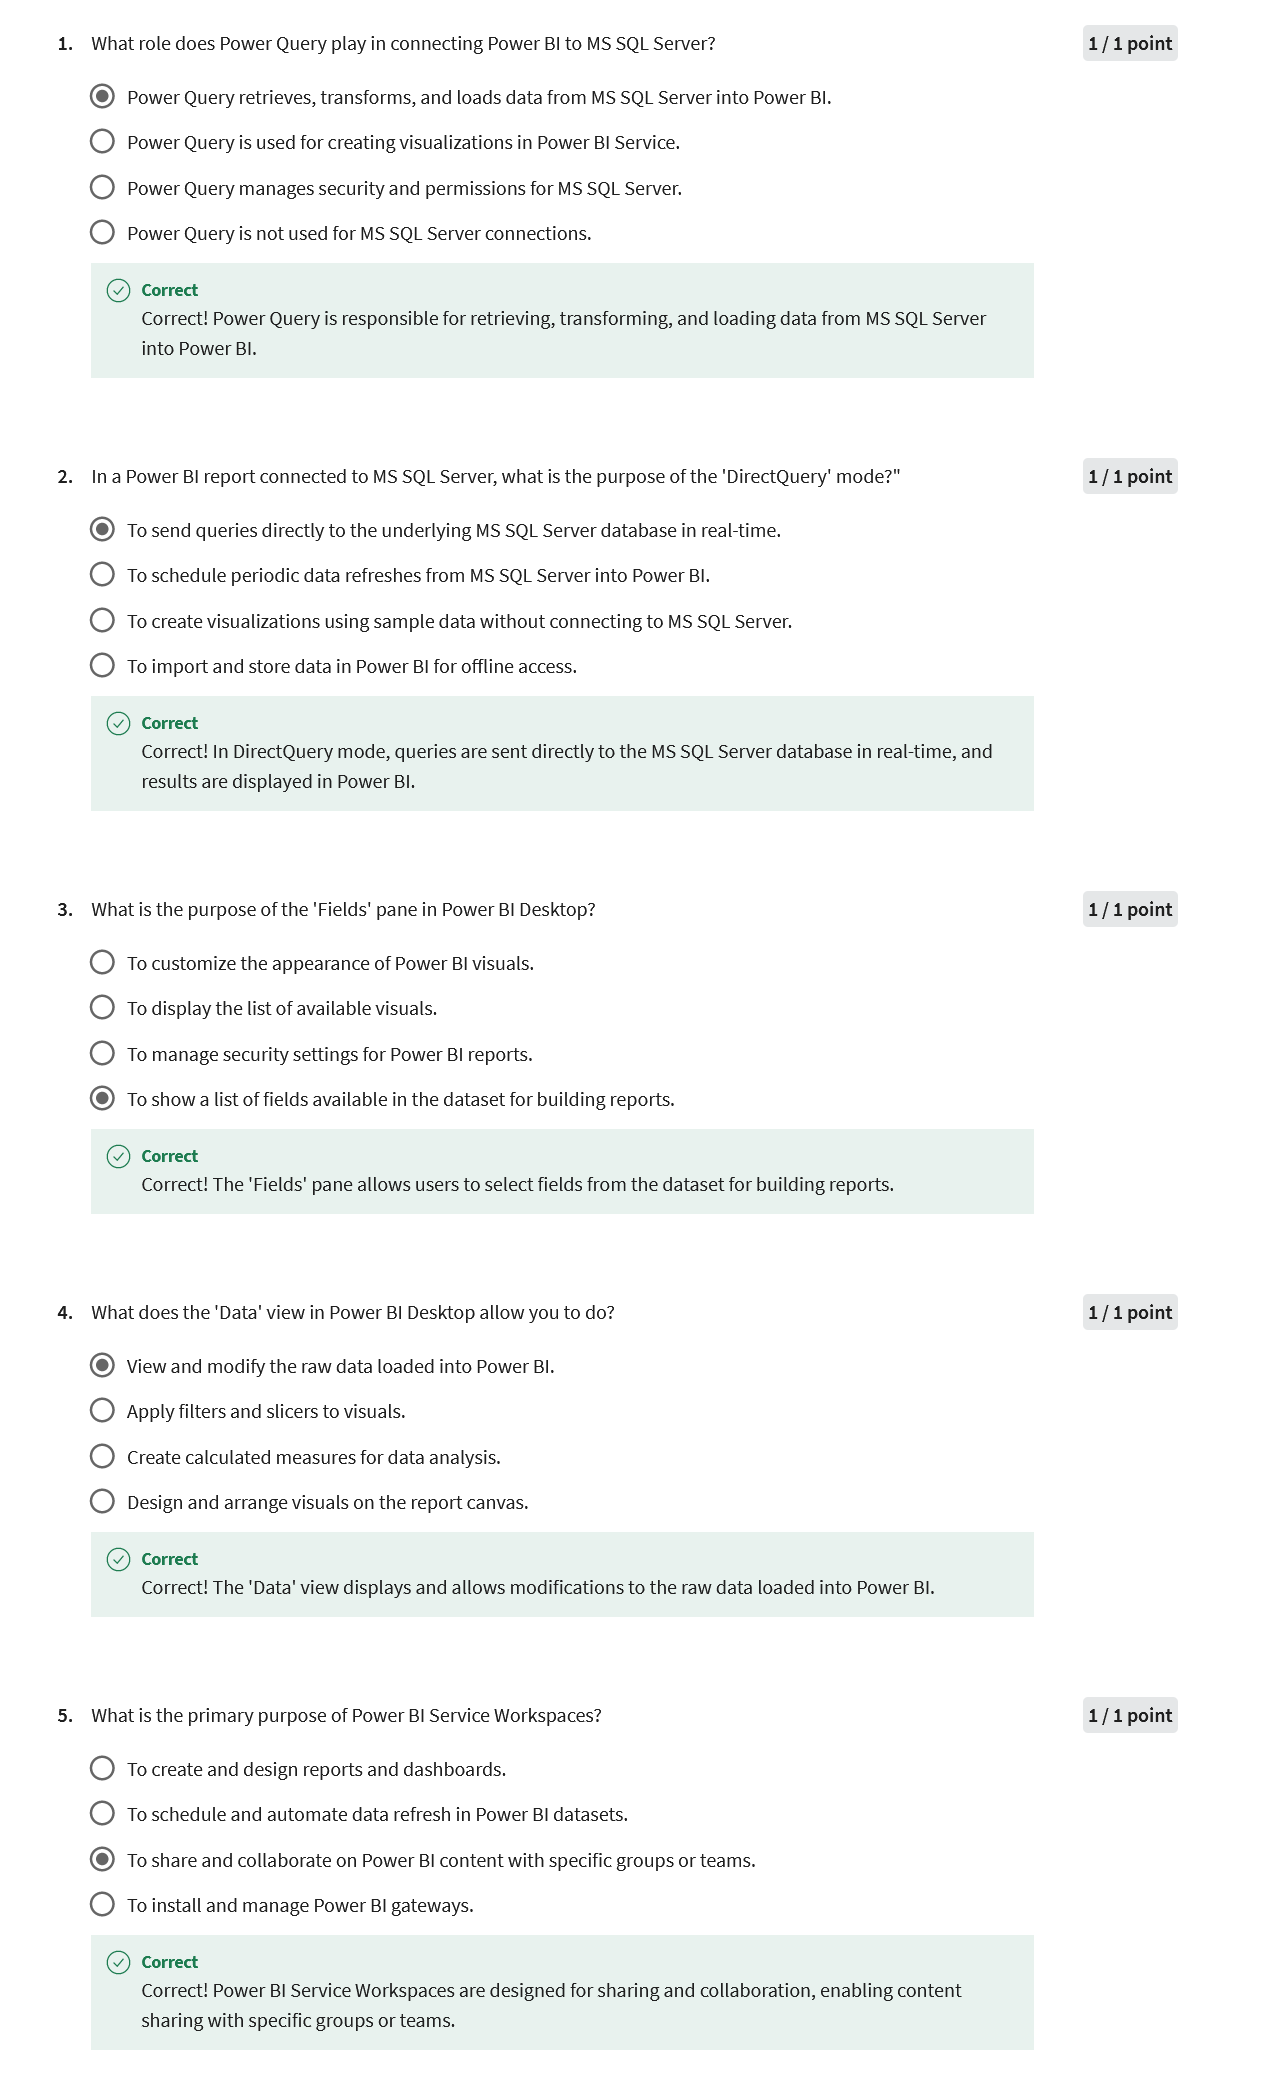 1. What role does Power Query play in connecting Power BI to MS SQL Server? 1 / 1 point
Power Query retrieves, transforms, and loads data from MS SQL Server into Power BI.
Power Query is used for creating visualizations in Power BI Service.
Power Query manages security and permissions for MS SQL Server.
Power Query is not used for MS SQL Server connections.
Correct
Correct! Power Query is responsible for retrieving, transforming, and loading data from MS SQL Server
into Power BI.
2. In a Power BI report connected to MS SQL Server, what is the purpose of the 'DirectQuery' mode?" 1 / 1 point
To send queries directly to the underlying MS SQL Server database in real-time.
To schedule periodic data refreshes from MS SQL Server into Power BI.
To create visualizations using sample data without connecting to MS SQL Server.
To import and store data in Power BI for offline access.
Correct
Correct! In DirectQuery mode, queries are sent directly to the MS SQL Server database in real-time, and
results are displayed in Power BI.
3. What is the purpose of the 'Fields' pane in Power BI Desktop? 1 / 1 point
To customize the appearance of Power BI visuals.
To display the list of available visuals.
To manage security settings for Power BI reports.
To show a list of fields available in the dataset for building reports.
Correct
Correct! The 'Fields' pane allows users to select fields from the dataset for building reports.
4. What does the 'Data' view in Power BI Desktop allow you to do? 1 / 1 point
View and modify the raw data loaded into Power BI.
Apply filters and slicers to visuals.
Create calculated measures for data analysis.
Design and arrange visuals on the report canvas.
Correct
Correct! The 'Data' view displays and allows modifications to the raw data loaded into Power BI.
5. What is the primary purpose of Power BI Service Workspaces? 1 / 1 point
To create and design reports and dashboards.
To schedule and automate data refresh in Power BI datasets.
To share and collaborate on Power BI content with specific groups or teams.
To install and manage Power BI gateways.
Correct
Correct! Power BI Service Workspaces are designed for sharing and collaboration, enabling content
sharing with specific groups or teams.